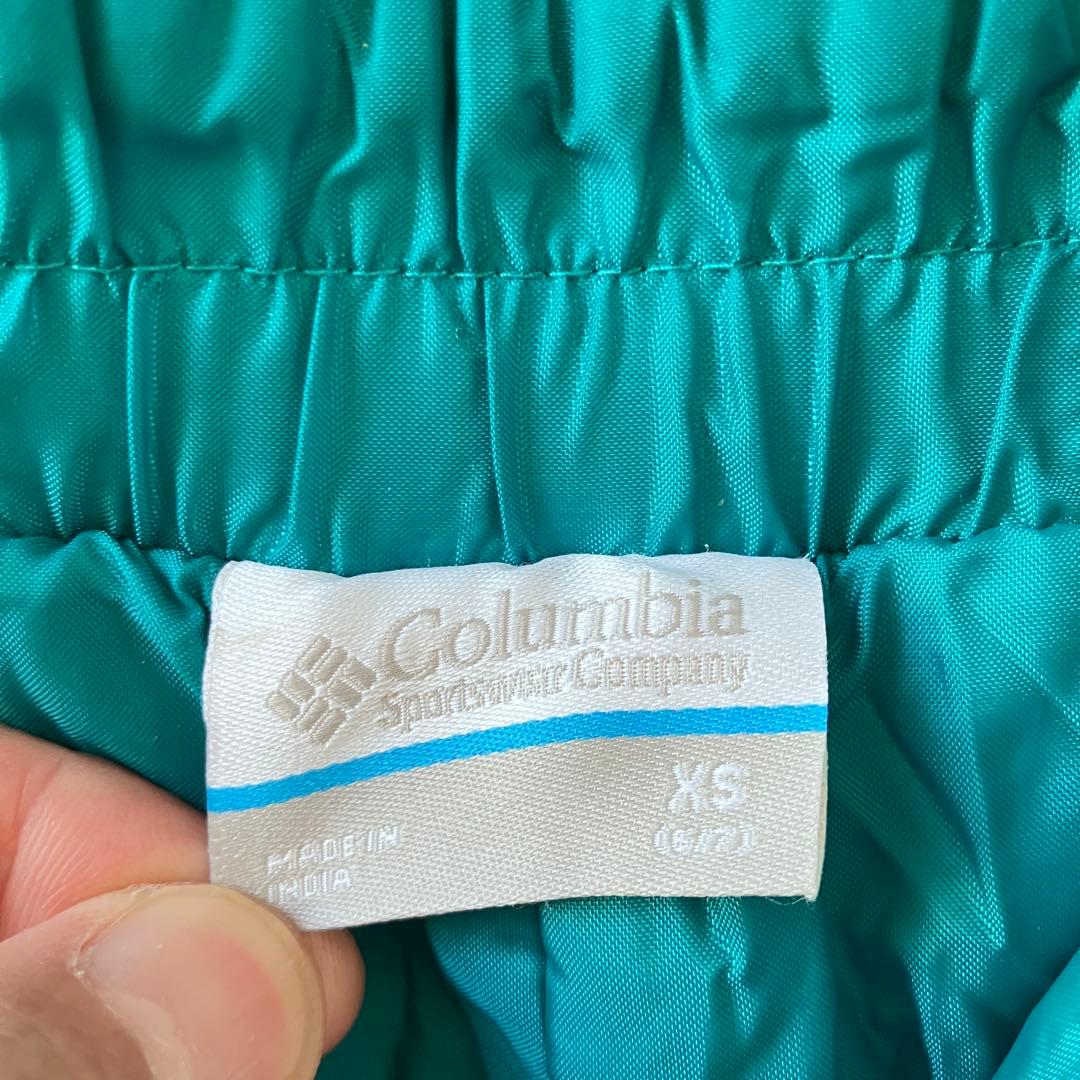 Columbia
Sportswear Company
XS
(6/7)
MADE IN
INDIA